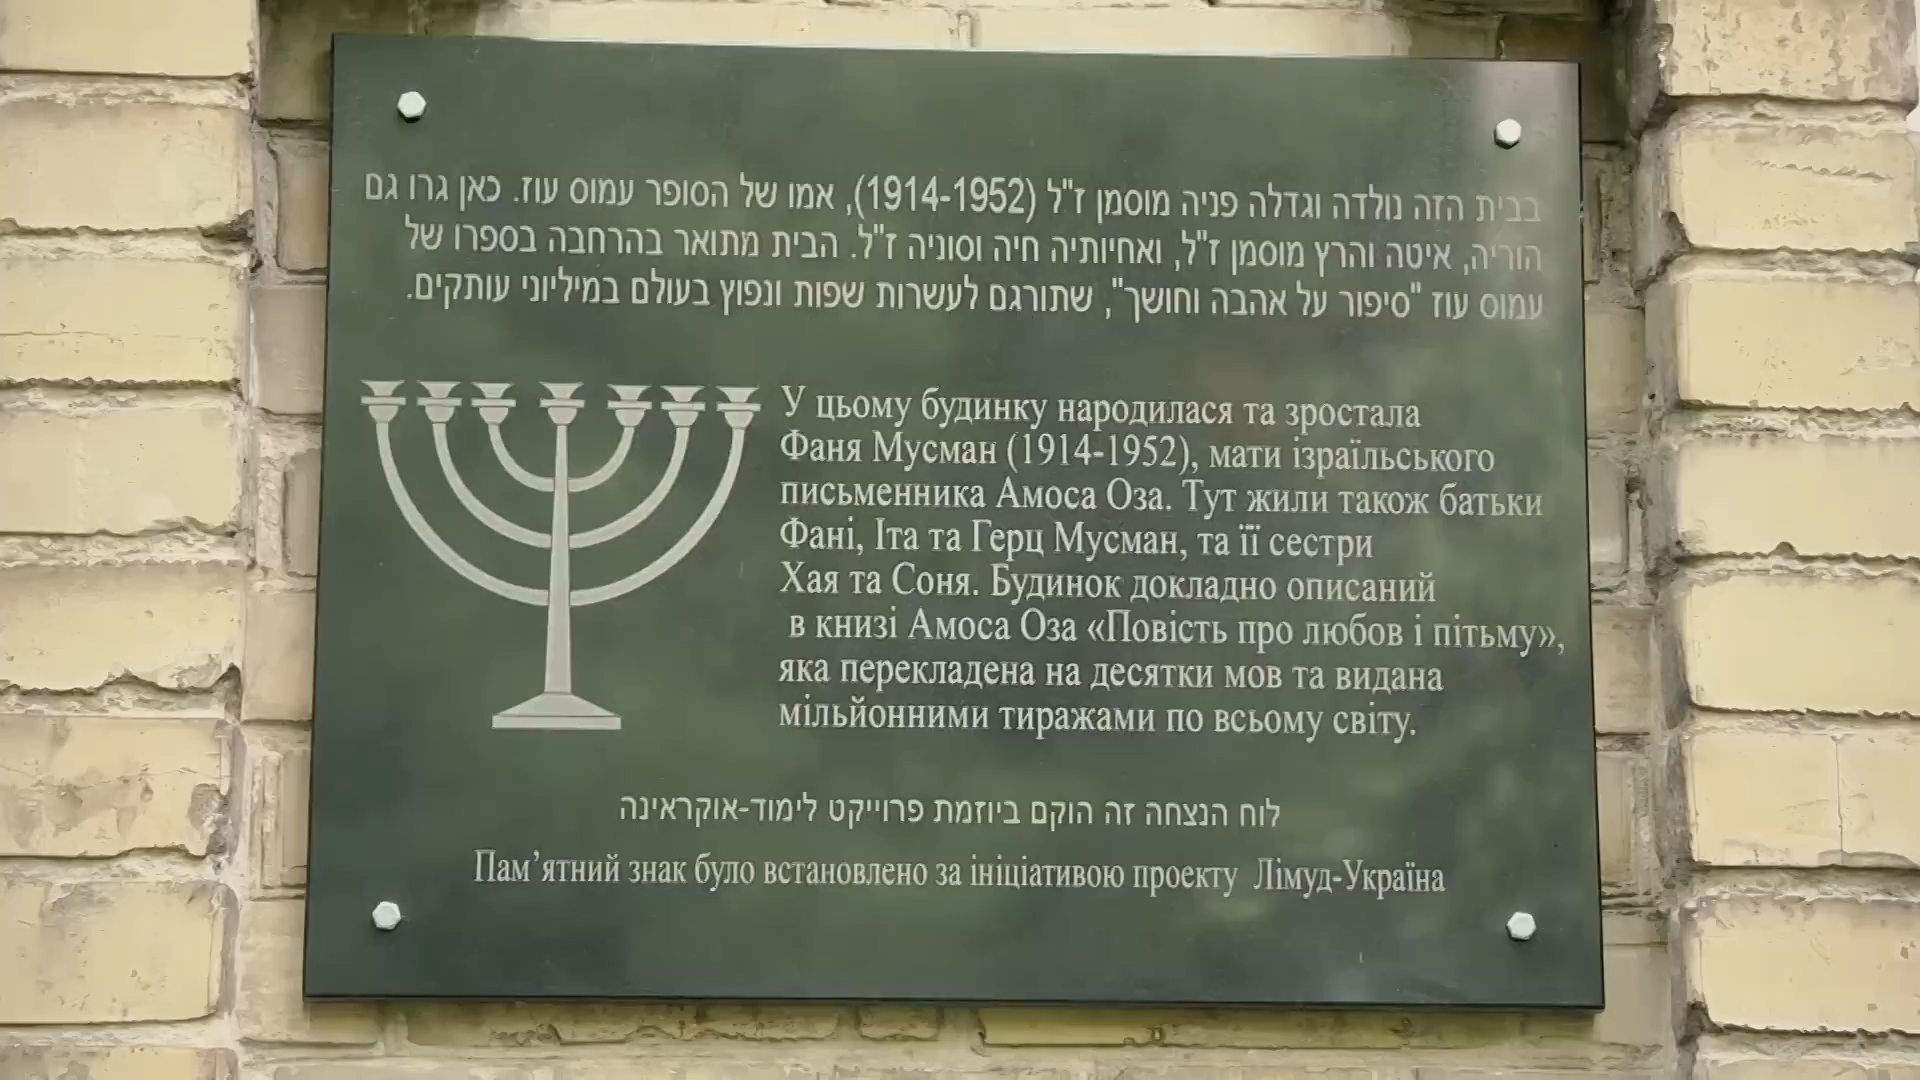 בבית הזה נולדה וגדלה פניה מוסמן ז"ל (1914-1952), אמו של הסופר עמוס עוז. כאן גרו גם
הוריה, איטה והרץ מוסמן ז"ל, ואחיותיה חיה וסוניה ז"ל. הבית מתואר בהרחבה בספרו של
עמוס עוז "סיפור על אהבה וחושך", שתורגם לעשרות שפות ונפוץ בעולם במיליוני עותקים.
У цьому будинку народилася та зростала
Фаня Мусман (1914-1952), мати ізраїльського
письменника Амоса Оза. Тут жили також батьки
Фані, Іта та Герц Мусман, та її сестри
Хая та Соня. Будинок докладно описаний
в книзі Амоса Оза «Повість про любов і пітьму»,
яка перекладена на десятки мов та видана
мільйонними тиражами по всьому світу.
לוח הנצחה זה הוקם ביוזמת פרוייקט לימוד-אוקראינה
Пам’ятний знак було встановлено за ініціативою проекту Лімуд-Україна